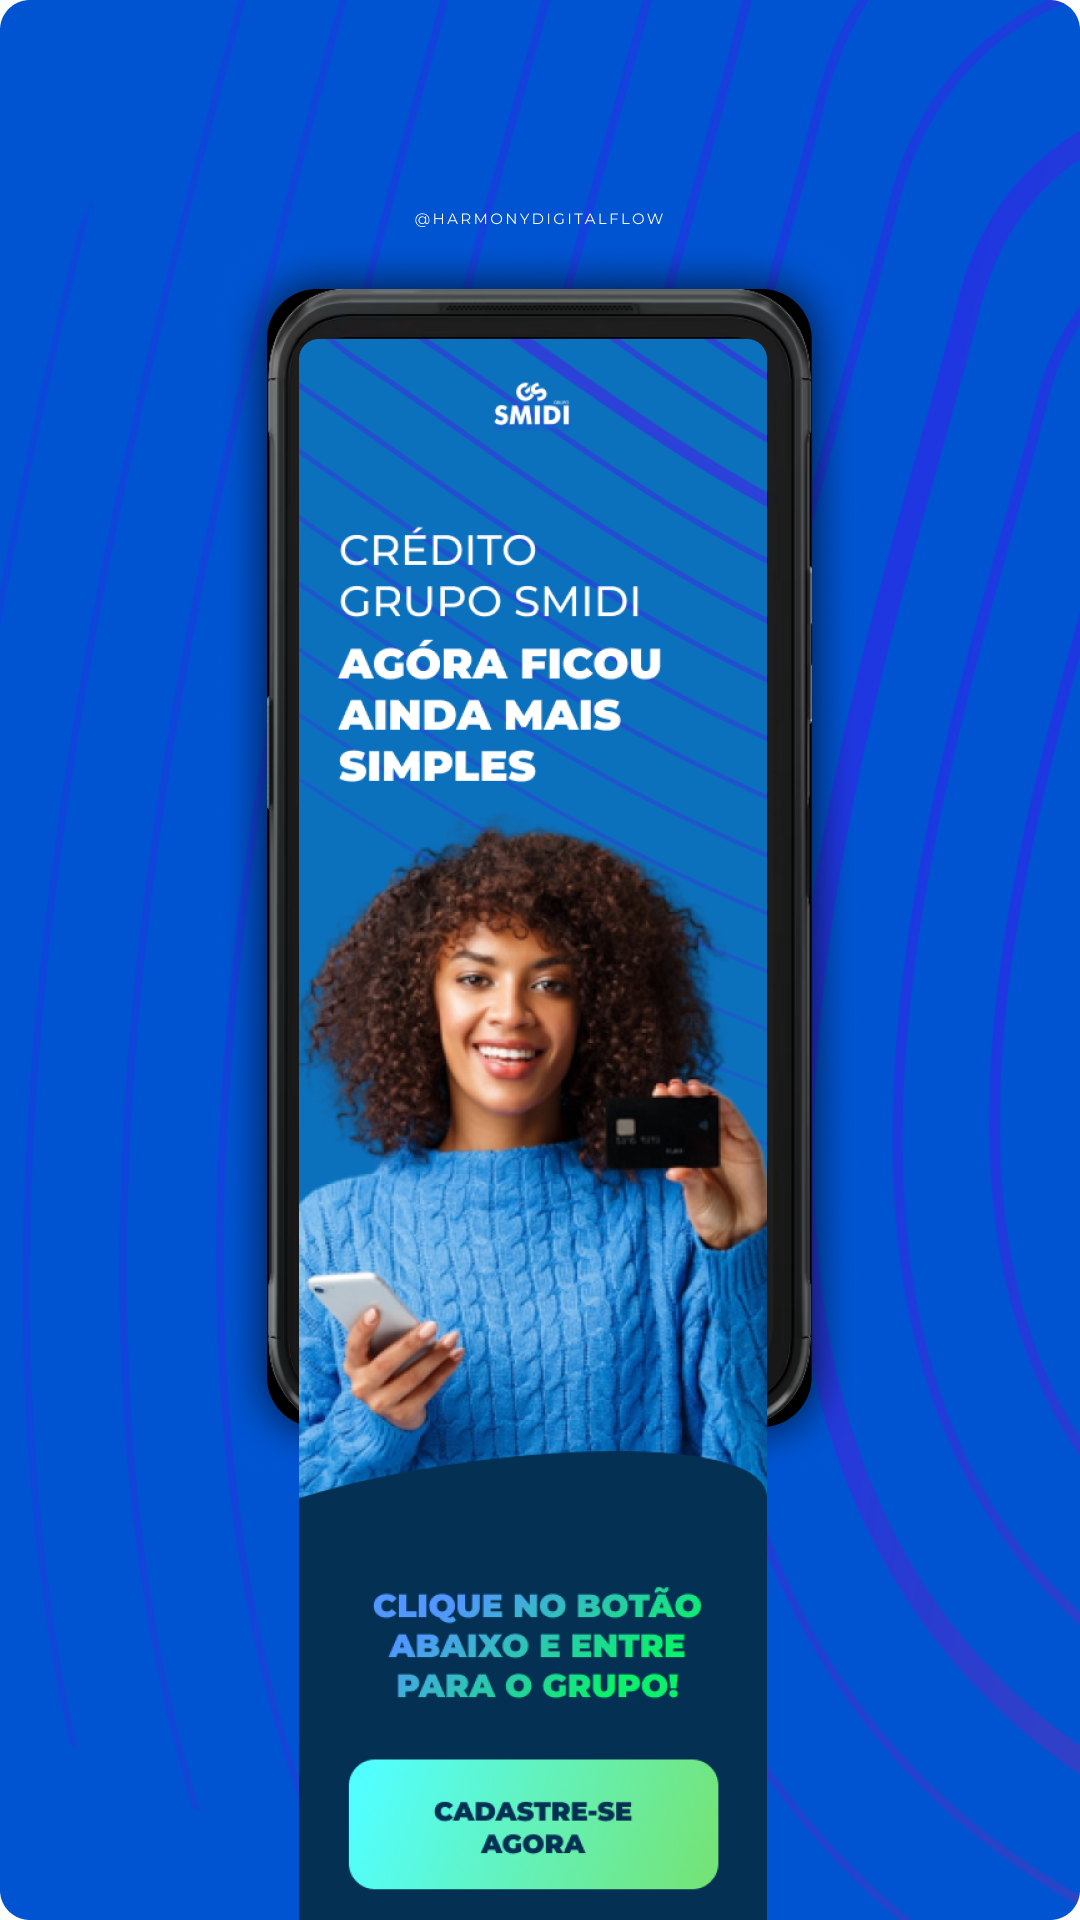 @HARMONYDIGITALFLOW
GRUPO
SMIDI
CRÉDITO
GRUPO SMIDI
AGÓRA FICOU
AINDA MAIS
SIMPLES
CLIQUE NO BOTÃO
ABAIXO E ENTRE
PARA O GRUPO!
CADASTRE-SE
AGORA